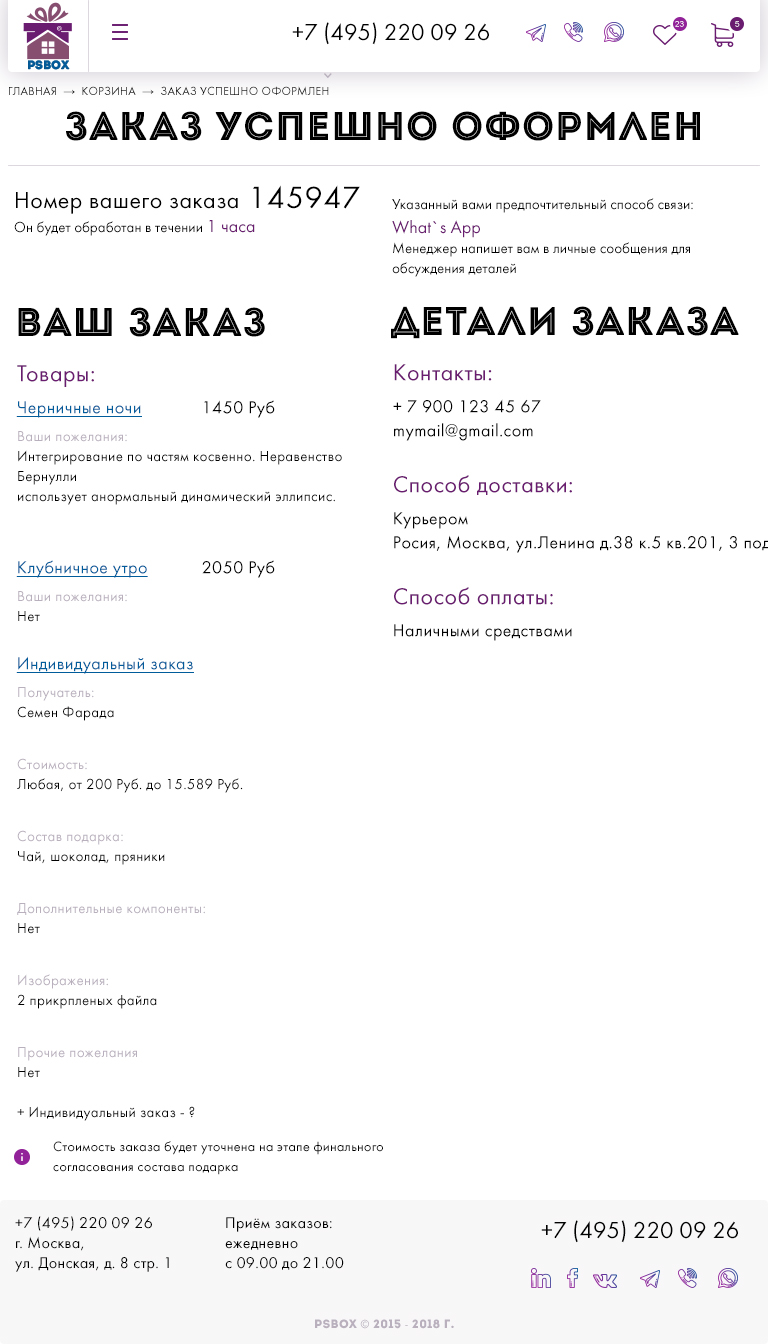 PSBOX
+7 (495) 220 09 26
23
5
ГЛАВНАЯ → КОРЗИНА → ЗАКАЗ УСПЕШНО ОФОРМЛЕН
ЗАКАЗ УСПЕШНО ОФОРМЛЕН
Номер вашего заказа 145947
Он будет обработан в течении 1 часа
Указанный вами предпочтительный способ связи:
What`s App
Менеджер напишет вам в личные сообщения для
обсуждения деталей
ВАШ ЗАКАЗ
Товары:
Черничные ночи 1450 Руб
Ваши пожелания:
Интегрирование по частям косвенно. Неравенство
Бернулли
использует анормальный динамический эллипсис.
Клубничное утро 2050 Руб
Ваши пожелания:
Нет
Индивидуальный заказ
Получатель:
Семен Фарада
Стоимость:
Любая, от 200 Руб. до 15.589 Руб.
Состав подарка:
Чай, шоколад, пряники
Дополнительные компоненты:
Нет
Изображения:
2 прикрпленых файла
Прочие пожелания
Нет
+ Индивидуальный заказ - ?
Стоимость заказа будет уточнена на этапе финального
согласования состава подарка
ДЕТАЛИ ЗАКАЗА
Контакты:
+ 7 900 123 45 67
mymail@gmail.com
Способ доставки:
Курьером
Росия, Москва, ул.Ленина д.38 к.5 кв.201, 3 под
Способ оплаты:
Наличными средствами
+7 (495) 220 09 26
г. Москва,
ул. Донская, д. 8 стр. 1
Приём заказов:
ежедневно
с 09.00 до 21.00
+7 (495) 220 09 26
PSBOX © 2015 - 2018 Г.